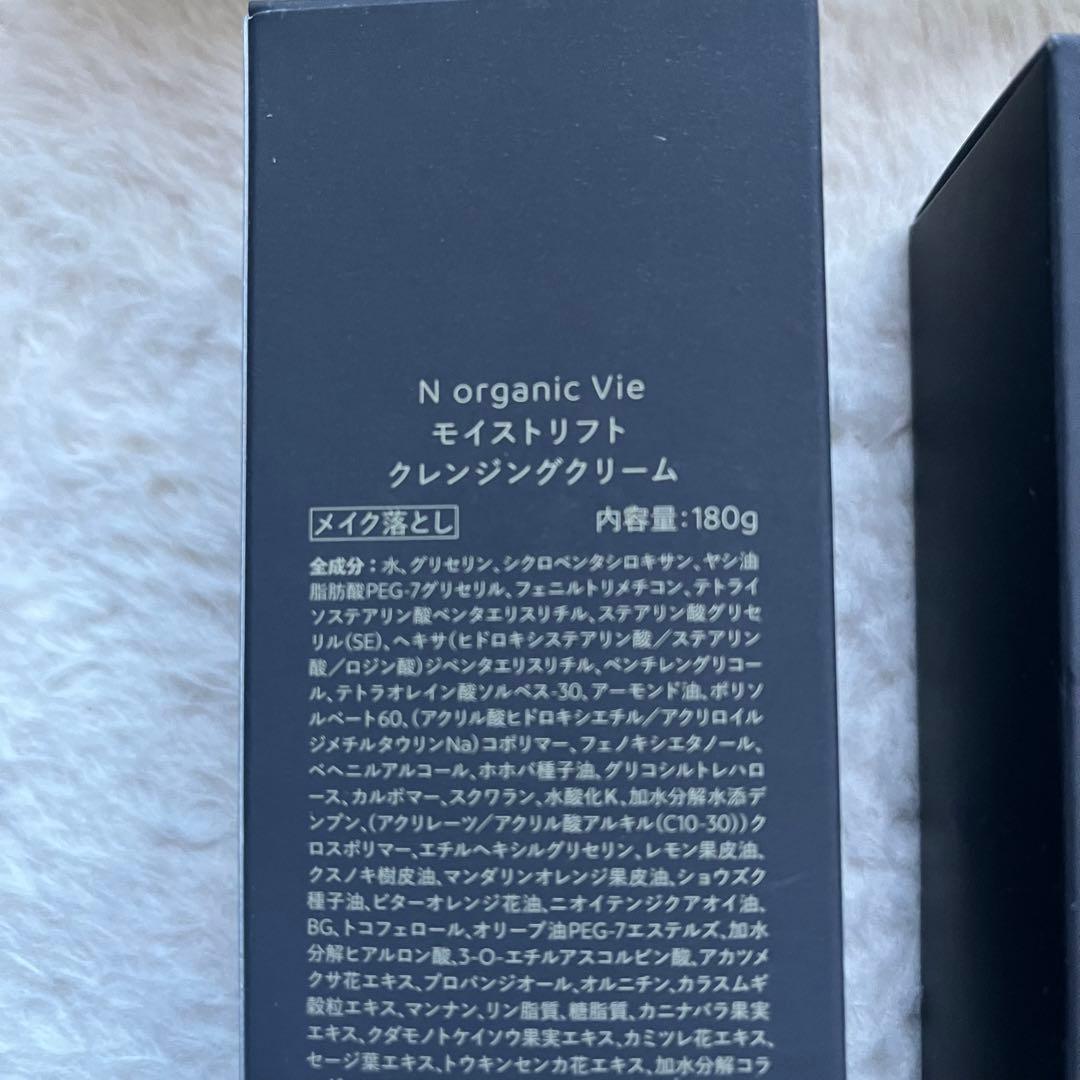 N organic Vie
モイストリフト
クレンジングクリーム
メイク落とし 内容量：180g
全成分：水、グリセリン、シクロペンタシロキサン、ヤシ油
脂肪酸PEG-7グリセリル、フェニルトリメチコン、テトライ
ソステアリン酸ペンタエリスリチル、ステアリン酸グリセ
リル(SE)、ヘキサ(ヒドロキシステアリン酸／ステアリン
酸／ロジン酸)ジペンタエリスリチル、ペンチレングリコー
ル、テトラオレイン酸ソルベス-30、アーモンド油、ポリソ
ルベート60、(アクリル酸ヒドロキシエチル／アクリロイル
ジメチルタウリンNa)コポリマー、フェノキシエタノール、
ベヘニルアルコール、ホホバ種子油、グリコシルトレハロ
ース、カルボマー、スクワラン、水酸化K、加水分解水添デ
ンプン、(アクリレーツ／アクリル酸アルキル(C10-30))ク
ロスポリマー、エチルヘキシルグリセリン、レモン果皮油、
クスノキ樹皮油、マンダリンオレンジ果皮油、ショウズク
種子油、ビターオレンジ花油、ニオイテンジクアオイ油、
BG、トコフェロール、オリーブ油PEG-7エステルズ、加水
分解ヒアルロン酸、3-O-エチルアスコルビン酸、アカツメ
クサ花エキス、プロパンジオール、オルニチン、カラスムギ
穀粒エキス、マンナン、リン脂質、糖脂質、カニナバラ果実
エキス、クダモノトケイソウ果実エキス、カミツレ花エキス、
セージ葉エキス、トウキンセンカ花エキス、加水分解コラ